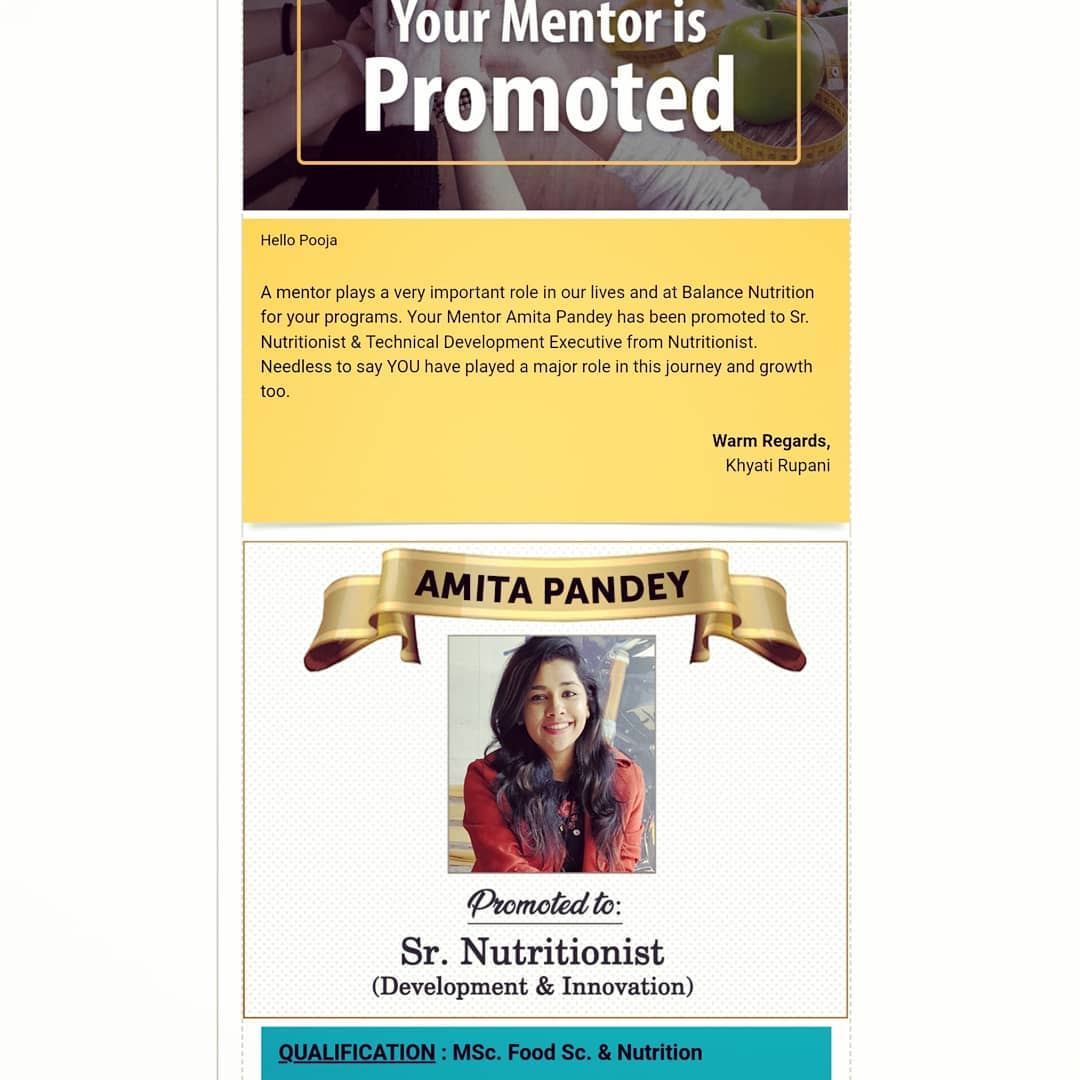 Your Mentor is
Promoted
Hello Pooja
A mentor plays a very important role in our lives and at Balance Nutrition
for your programs. Your Mentor Amita Pandey has been promoted to Sr.
Nutritionist & Technical Development Executive from Nutritionist.
Needless to say YOU have played a major role in this journey and growth
too.
Warm Regards,
Khyati Rupani
AMITA PANDEY
Promoted to:
Sr. Nutritionist
(Development & Innovation)
QUALIFICATION : MSc. Food Sc. & Nutrition